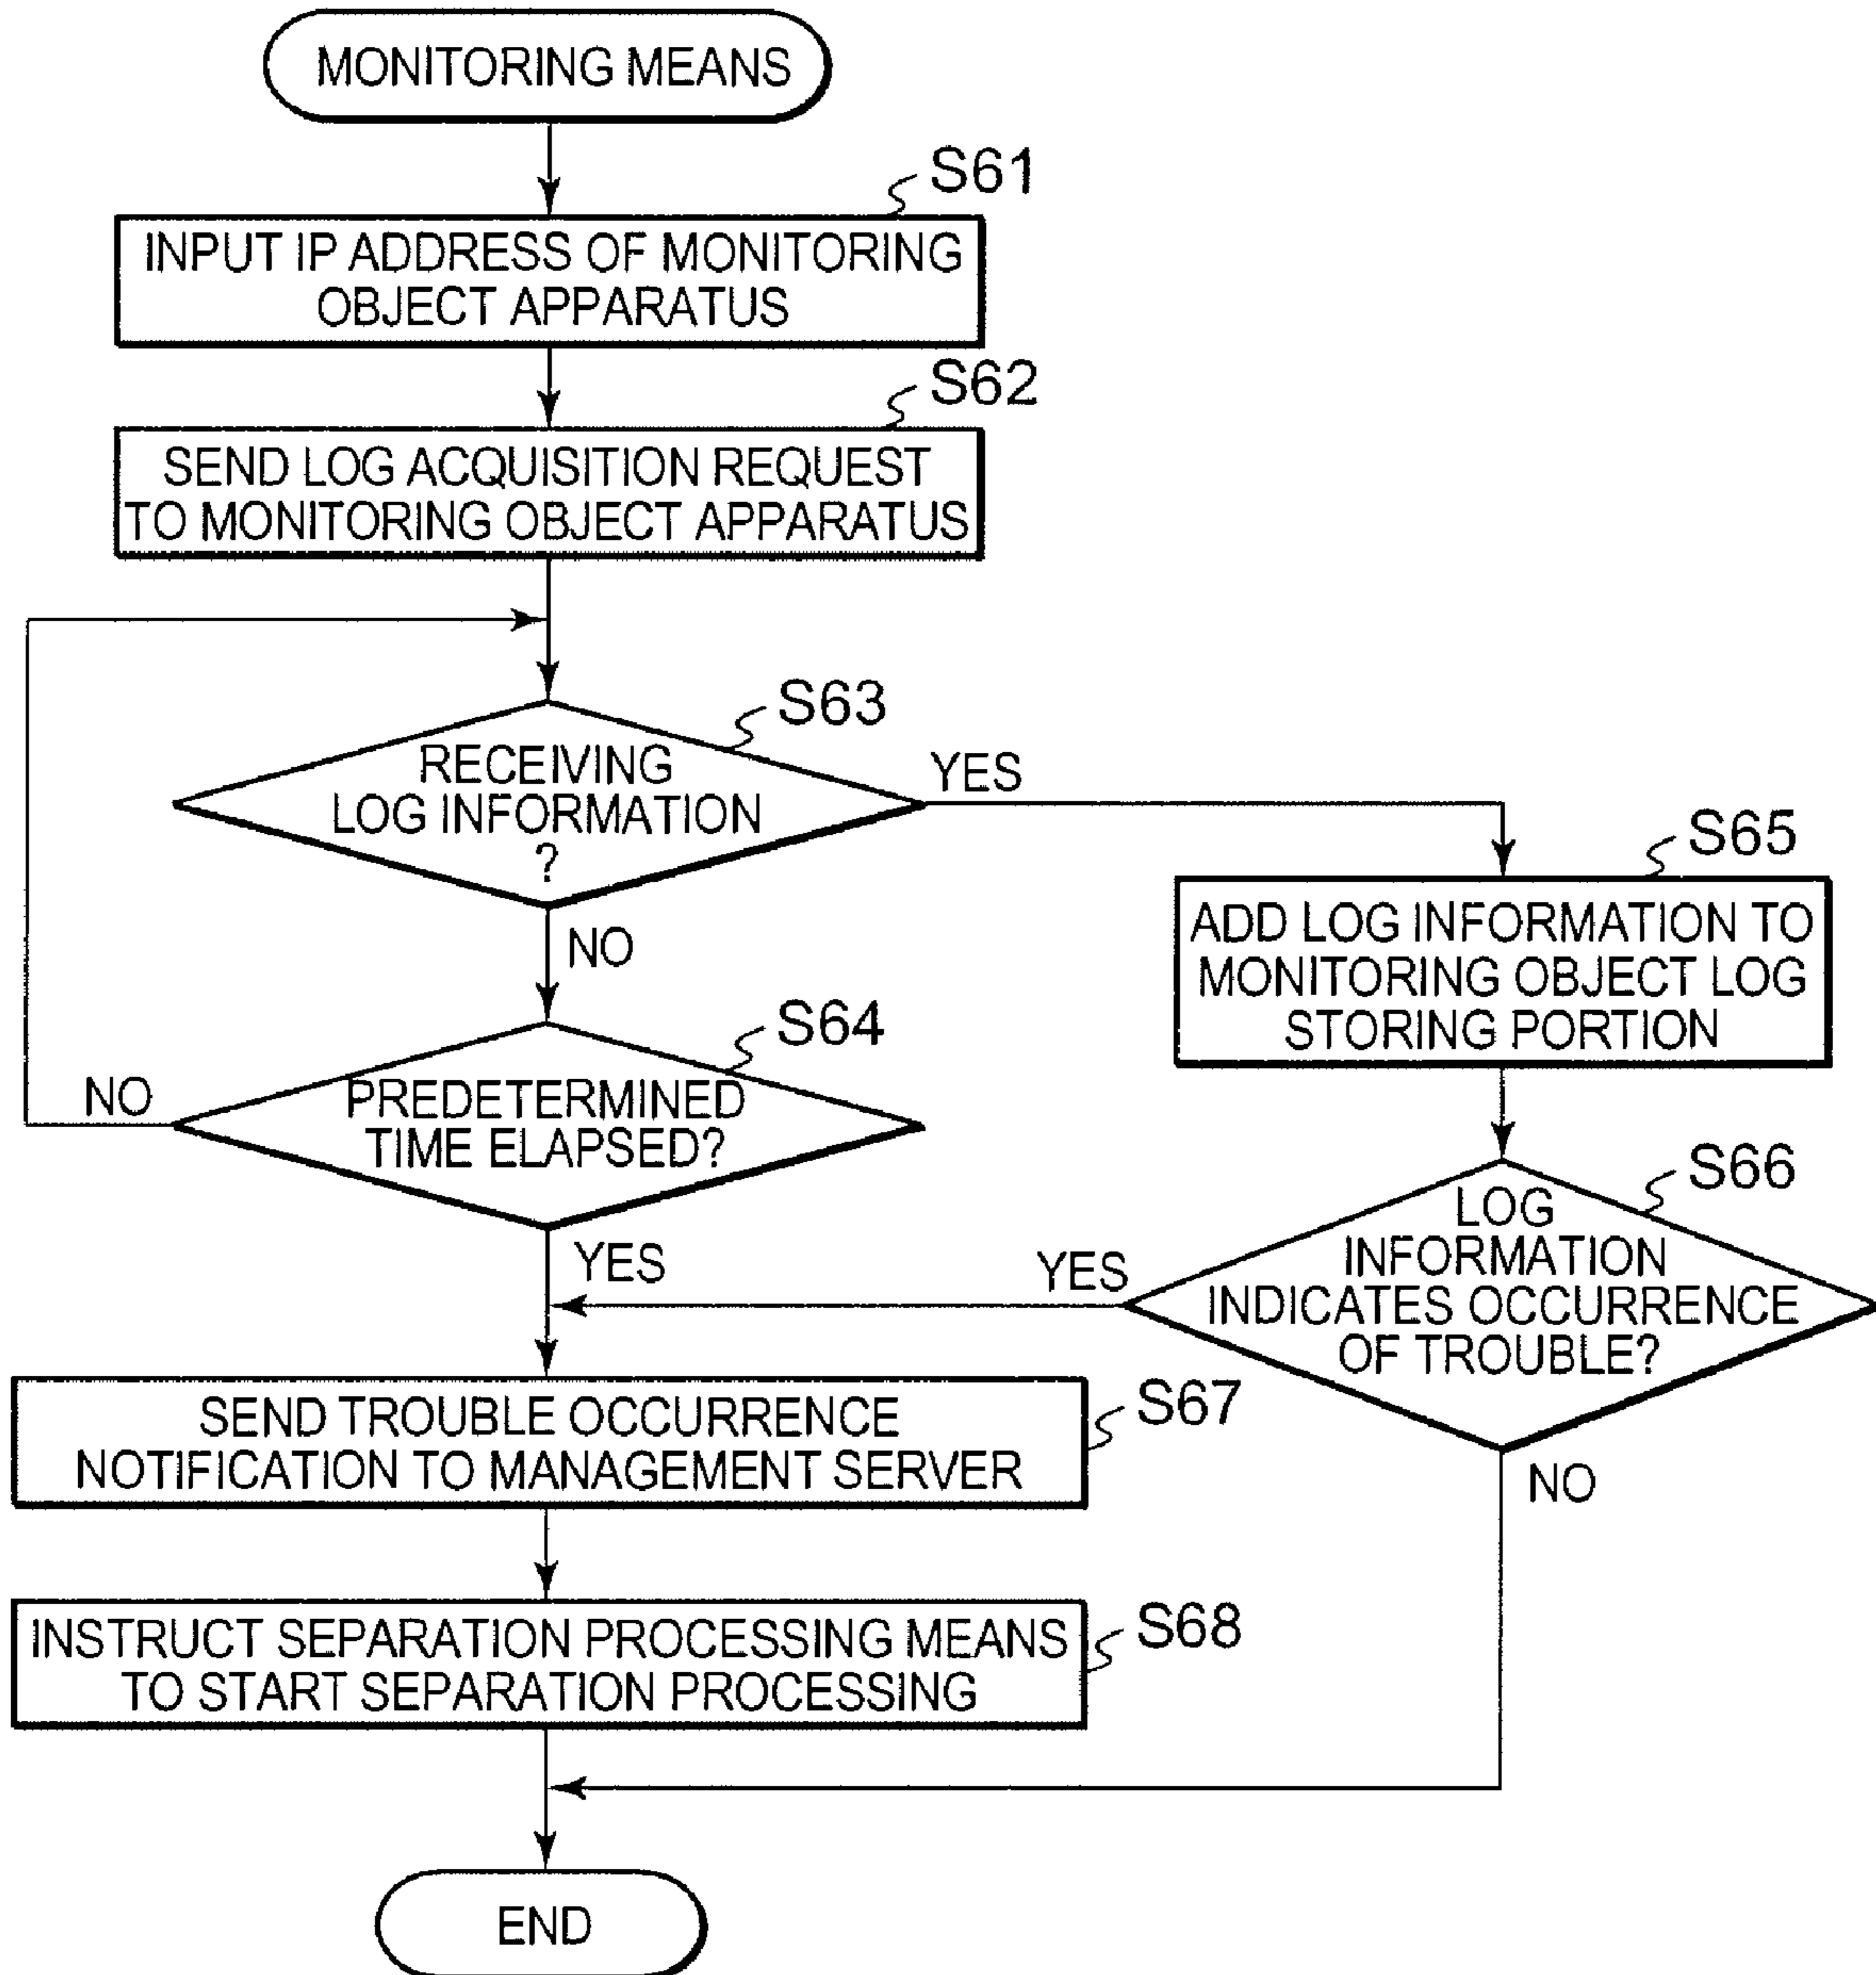 MONITORING MEANS
S61
INPUT IP ADDRESS OF MONITORING
OBJECT APPARATUS
S62
SEND LOG ACQUISITION REQUEST
TO MONITORING OBJECT APPARATUS
S63
RECEIVING
LOG INFORMATION
?
YES
NO
S65
ADD LOG INFORMATION TO
MONITORING OBJECT LOG
STORING PORTION
S64
PREDETERMINED
TIME ELAPSED?
NO
YES
S66
LOG
INFORMATION
INDICATES OCCURRENCE
OF TROUBLE?
YES
NO
S67
SEND TROUBLE OCCURRENCE
NOTIFICATION TO MANAGEMENT SERVER
S68
INSTRUCT SEPARATION PROCESSING MEANS
TO START SEPARATION PROCESSING
END